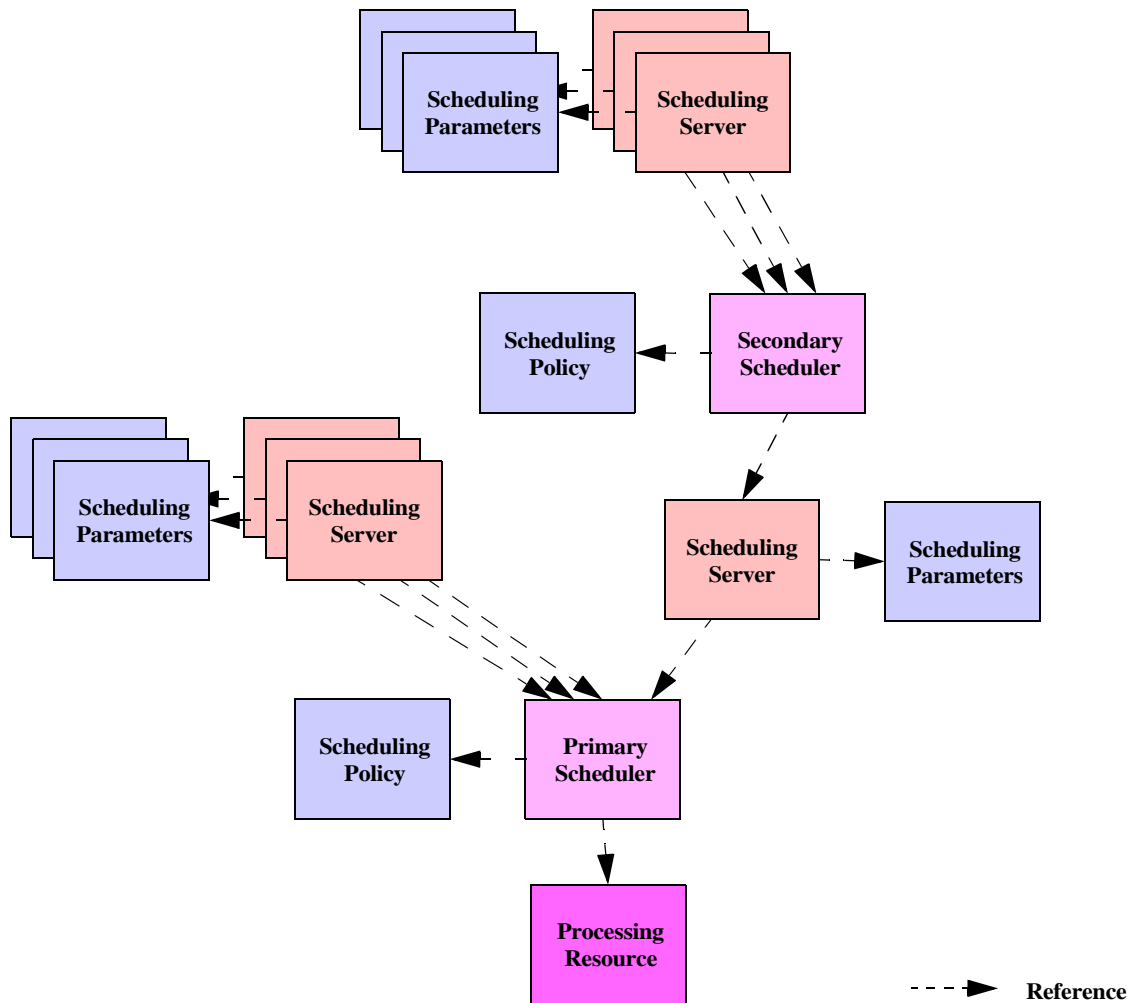 Scheduling
Parameters
Scheduling
Server
Scheduling
Policy
Secondary
Scheduler
Scheduling
Parameters
Scheduling
Server
Scheduling
Server
Scheduling
Parameters
Scheduling
Policy
Primary
Scheduler
Processing
Resource
Reference